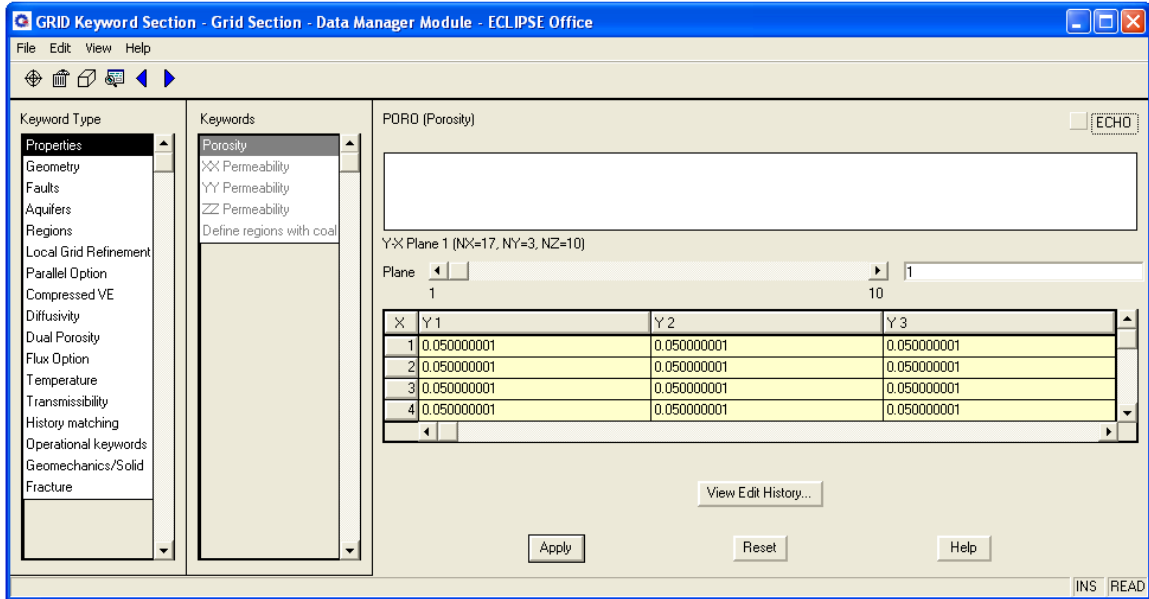 GRID Keyword Section - Grid Section - Data Manager Module - ECLIPSE Office
File Edit View Help
Keyword Type
Properties
Geometry
Faults
Aquifers
Regions
Local Grid Refinement
Parallel Option
Compressed VE
Diffusivity
Dual Porosity
Flux Option
Temperature
Transmissibility
History matching
Operational keywords
Geomechanics/Solid
Fracture
Keywords
Porosity
XX Permeability
YY Permeability
ZZ Permeability
Define regions with coal
PORO (Porosity)
ECHO
Y-X Plane 1 (NX=17, NY=3, NZ=10)
Plane 1
1 10
X Y 1 Y 2 Y 3
1 0.050000001 0.050000001 0.050000001
2 0.050000001 0.050000001 0.050000001
3 0.050000001 0.050000001 0.050000001
4 0.050000001 0.050000001 0.050000001
View Edit History...
Apply Reset Help
INS READ